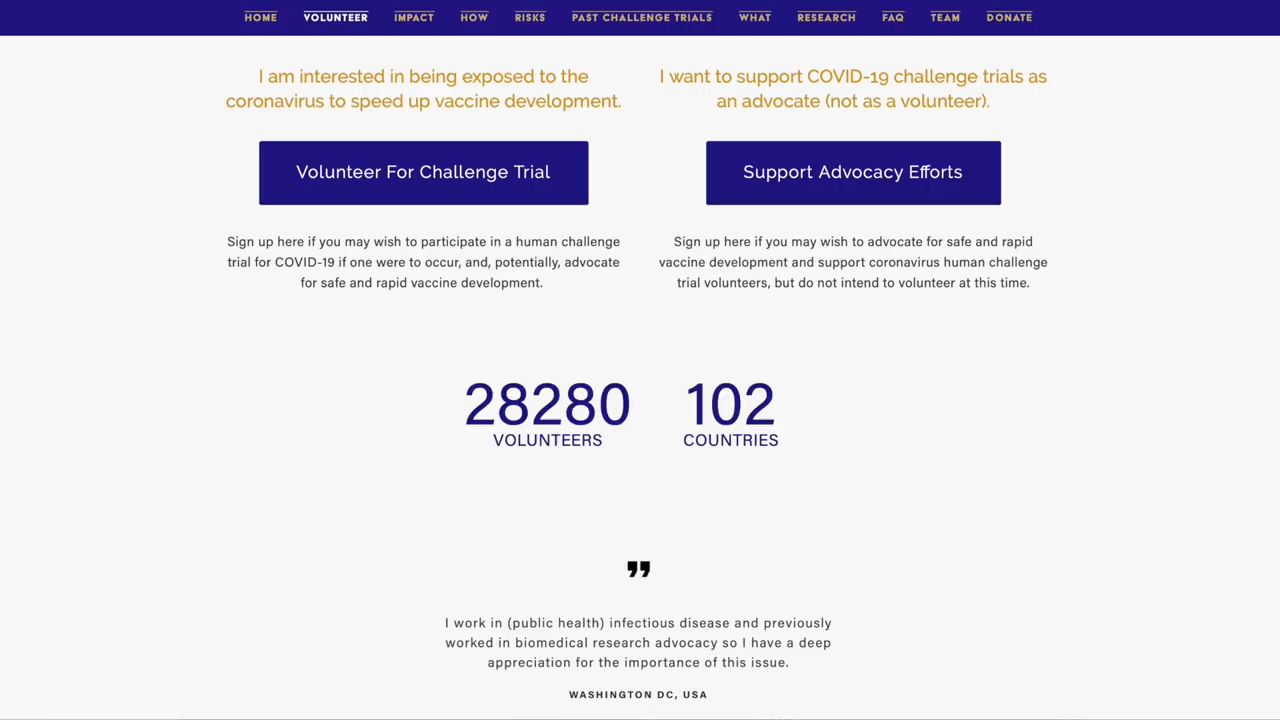 HOME VOLUNTEER IMPACT HOW RISKS PAST CHALLENGE TRIALS WHAT RESEARCH FAQ TEAM DONATE
I am interested in being exposed to the
coronavirus to speed up vaccine development.
Volunteer For Challenge Trial
Sign up here if you may wish to participate in a human challenge
trial for COVID-19 if one were to occur, and, potentially, advocate
for safe and rapid vaccine development.
I want to support COVID-19 challenge trials as
an advocate (not as a volunteer).
Support Advocacy Efforts
Sign up here if you may wish to advocate for safe and rapid
vaccine development and support coronavirus human challenge
trial volunteers, but do not intend to volunteer at this time.
28280
VOLUNTEERS
102
COUNTRIES
”
I work in (public health) infectious disease and previously
worked in biomedical research advocacy so I have a deep
appreciation for the importance of this issue.
WASHINGTON DC, USA